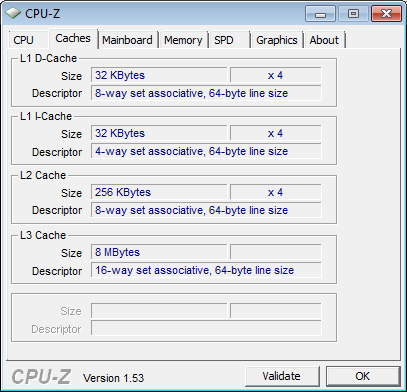 CPU-Z
CPU Caches Mainboard Memory SPD Graphics About
L1 D-Cache
Size 32 KBytes x 4
Descriptor 8-way set associative, 64-byte line size
L1 I-Cache
Size 32 KBytes x 4
Descriptor 4-way set associative, 64-byte line size
L2 Cache
Size 256 KBytes x 4
Descriptor 8-way set associative, 64-byte line size
L3 Cache
Size 8 MBytes
Descriptor 16-way set associative, 64-byte line size
Size
Descriptor
CPU-Z Version 1.53 Validate OK